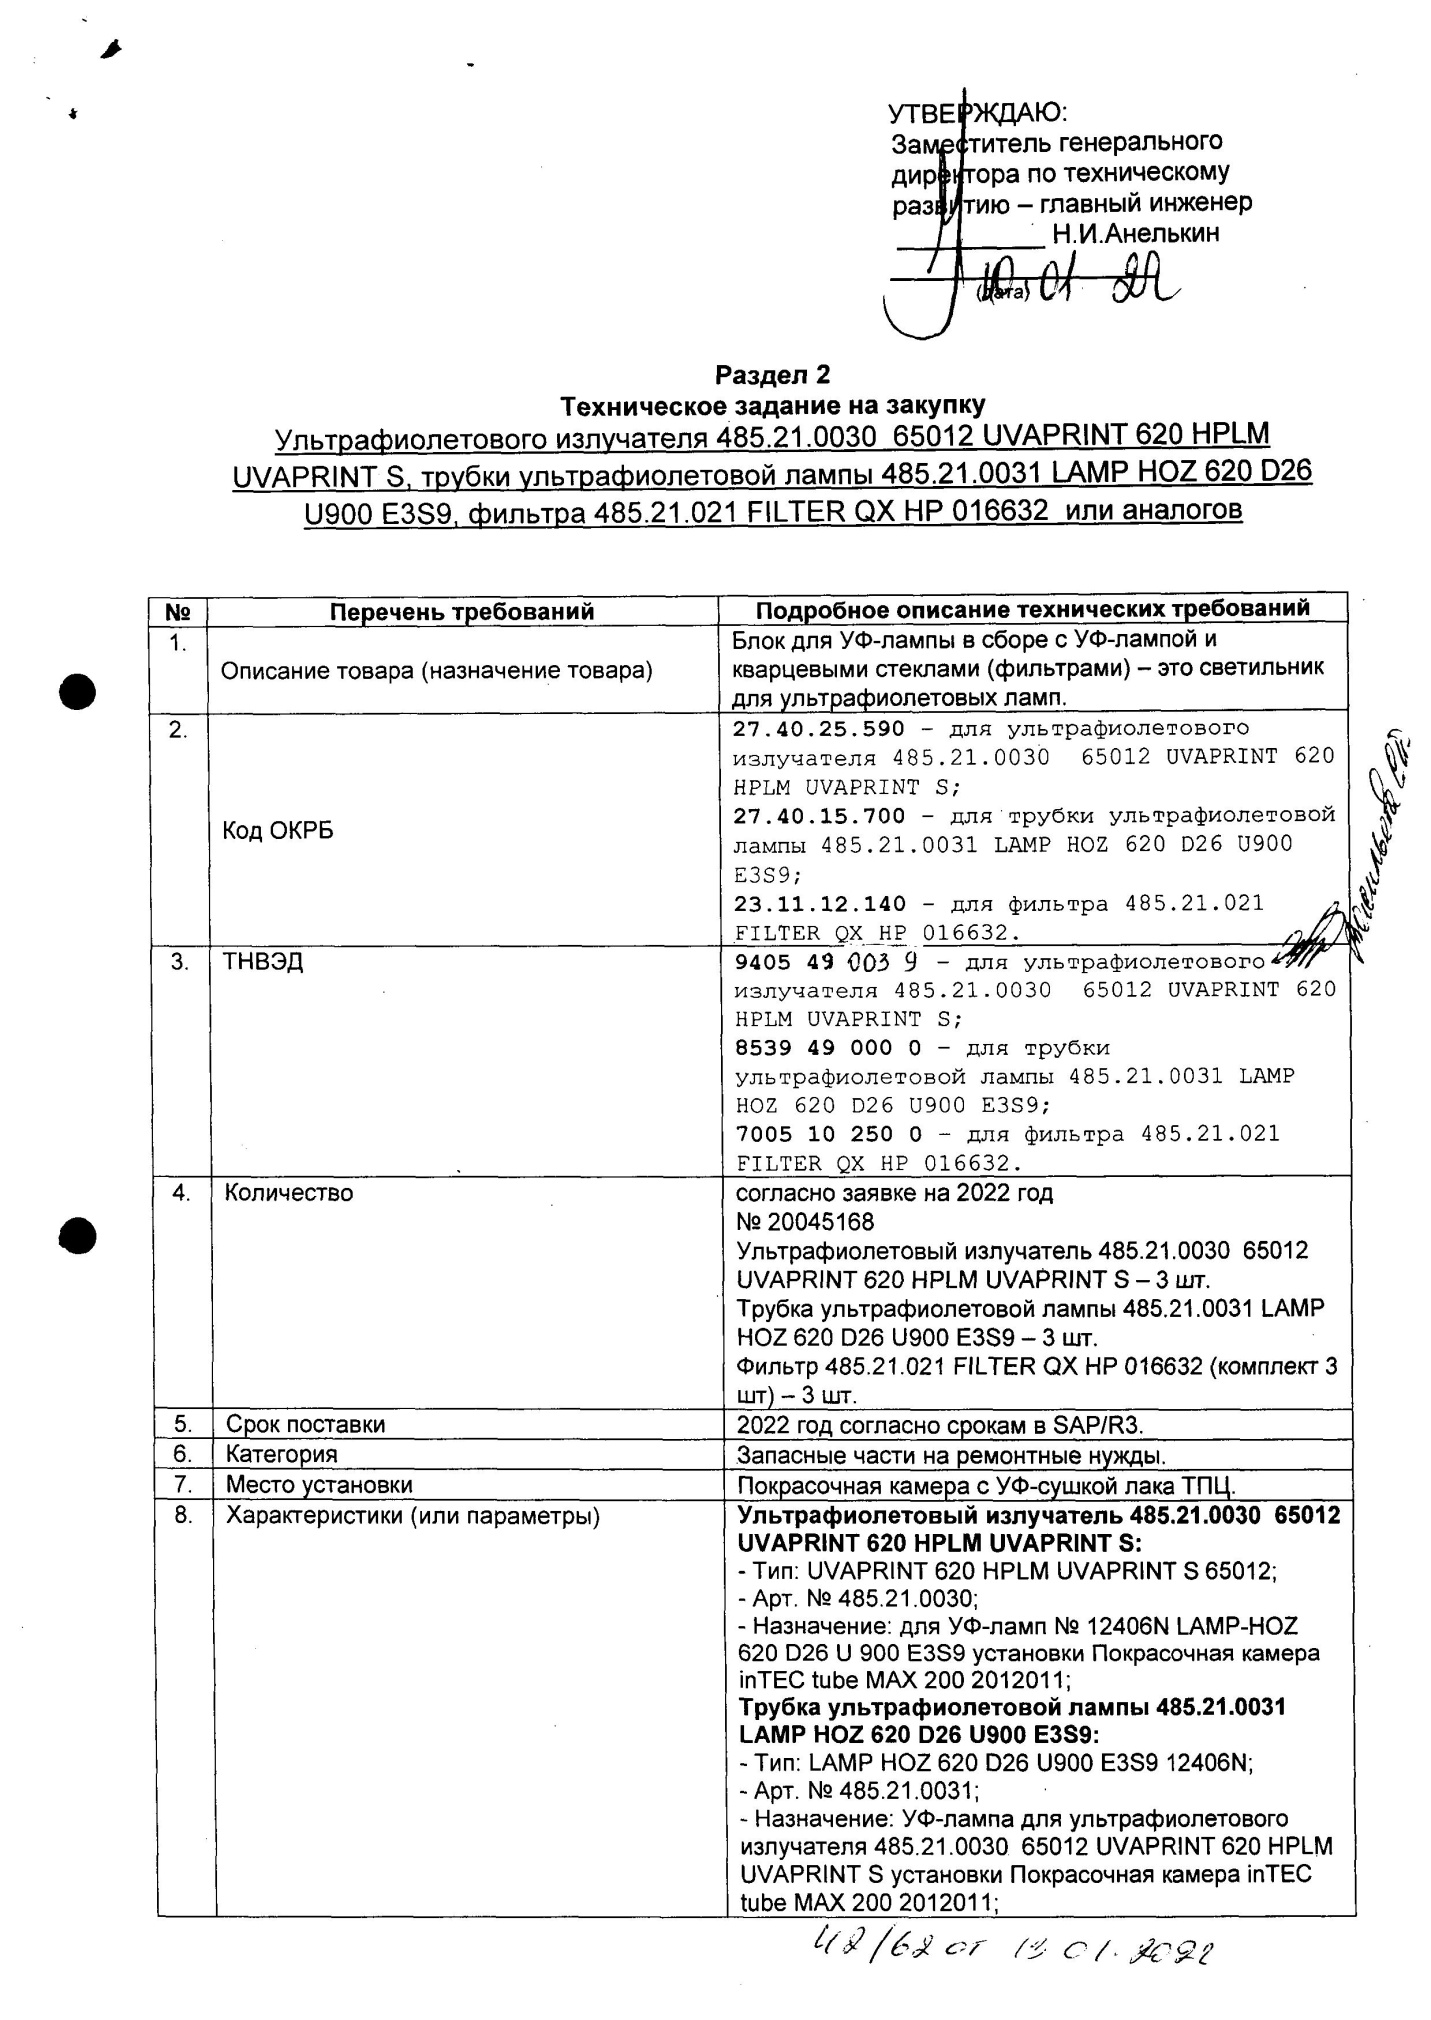 УТВЕРЖДАЮ:
Заместитель генерального
директора по техническому
развитию – главный инженер
___________ Н.И.Анелькин
(дата) 01 22
Раздел 2
Техническое задание на закупку
Ультрафиолетового излучателя 485.21.0030 65012 UVAPRINT 620 HPLM
UVAPRINT S, трубки ультрафиолетовой лампы 485.21.0031 LAMP HOZ 620 D26
U900 E3S9, фильтра 485.21.021 FILTER QX HP 016632 или аналогов
№ Перечень требований Подробное описание технических требований
1. Описание товара (назначение товара) Блок для УФ-лампы в сборе с УФ-лампой и
кварцевыми стеклами (фильтрами) – это светильник
для ультрафиолетовых ламп.
2. Код ОКРБ 27.40.25.590 – для ультрафиолетового
излучателя 485.21.0030 65012 UVAPRINT 620
HPLM UVAPRINT S;
27.40.15.700 – для трубки ультрафиолетовой
лампы 485.21.0031 LAMP HOZ 620 D26 U900
E3S9;
23.11.12.140 – для фильтра 485.21.021
FILTER QX HP 016632.
3. ТНВЭД 9405 49 003 9 – для ультрафиолетового
излучателя 485.21.0030 65012 UVAPRINT 620
HPLM UVAPRINT S;
8539 49 000 0 – для трубки
ультрафиолетовой лампы 485.21.0031 LAMP
HOZ 620 D26 U900 E3S9;
7005 10 250 0 – для фильтра 485.21.021
FILTER QX HP 016632.
4. Количество согласно заявке на 2022 год
№ 20045168
Ультрафиолетовый излучатель 485.21.0030 65012
UVAPRINT 620 HPLM UVAPRINT S – 3 шт.
Трубка ультрафиолетовой лампы 485.21.0031 LAMP
HOZ 620 D26 U900 E3S9 – 3 шт.
Фильтр 485.21.021 FILTER QX HP 016632 (комплект 3
шт) – 3 шт.
5. Срок поставки 2022 год согласно срокам в SAP/R3.
6. Категория Запасные части на ремонтные нужды.
7. Место установки Покрасочная камера с УФ-сушкой лака ТПЦ.
8. Характеристики (или параметры) Ультрафиолетовый излучатель 485.21.0030 65012
UVAPRINT 620 HPLM UVAPRINT S:
- Тип: UVAPRINT 620 HPLM UVAPRINT S 65012;
- Арт. № 485.21.0030;
- Назначение: для УФ-ламп № 12406N LAMP-HOZ
620 D26 U 900 E3S9 установки Покрасочная камера
inTEC tube MAX 200 2012011;
Трубка ультрафиолетовой лампы 485.21.0031
LAMP HOZ 620 D26 U900 E3S9:
- Тип: LAMP HOZ 620 D26 U900 E3S9 12406N;
- Арт. № 485.21.0031;
- Назначение: УФ-лампа для ультрафиолетового
излучателя 485.21.0030 65012 UVAPRINT 620 HPLM
UVAPRINT S установки Покрасочная камера inTEC
tube MAX 200 2012011;
42/62 от 13 01.2022